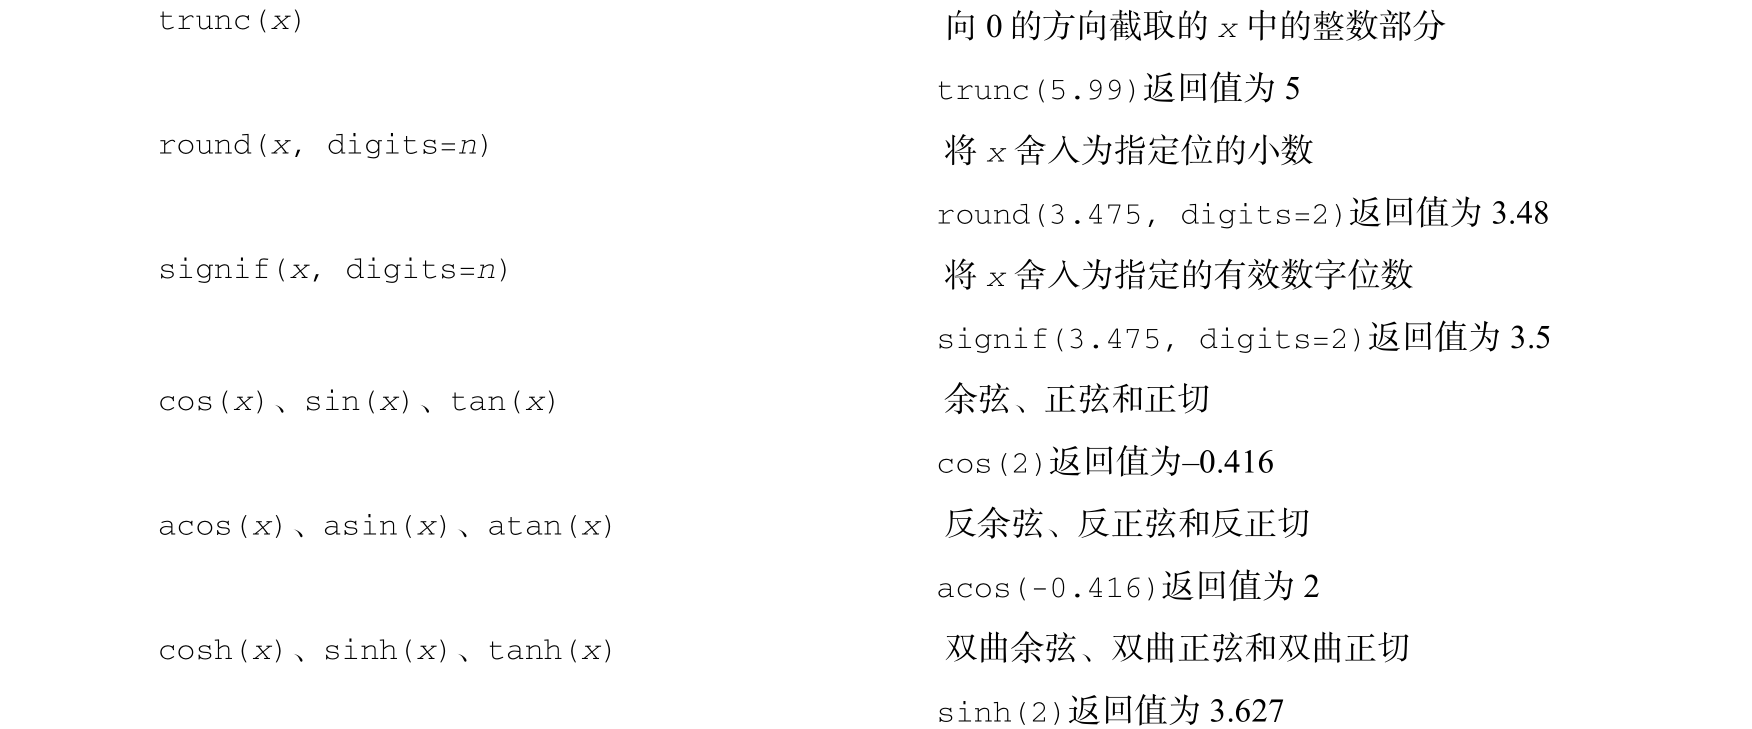 trunc(x) 向 0 的方向截取的 x 中的整数部分
trunc(5.99)返回值为 5
round(x, digits=n) 将 x 舍入为指定位的小数
round(3.475, digits=2)返回值为 3.48
signif(x, digits=n) 将 x 舍入为指定的有效数字位数
signif(3.475, digits=2)返回值为 3.5
cos(x)、sin(x)、tan(x) 余弦、正弦和正切
cos(2)返回值为–0.416
acos(x)、asin(x)、atan(x) 反余弦、反正弦和反正切
acos(-0.416)返回值为 2
cosh(x)、sinh(x)、tanh(x) 双曲余弦、双曲正弦和双曲正切
sinh(2)返回值为 3.627